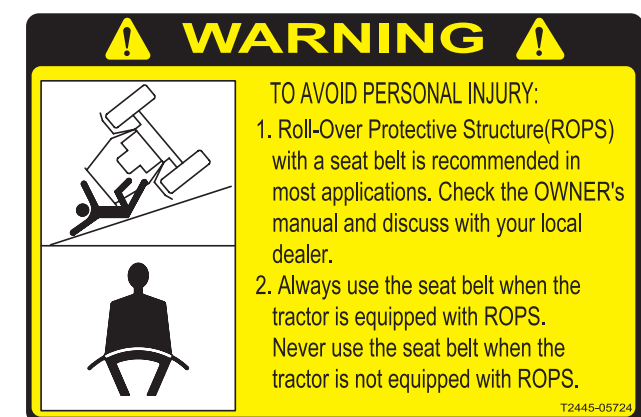 WARNING
TO AVOID PERSONAL INJURY:
1. Roll-Over Protective Structure(ROPS)
with a seat belt is recommended in
most applications. Check the OWNER's
manual and discuss with your local
dealer.
2. Always use the seat belt when the
tractor is equipped with ROPS.
Never use the seat belt when the
tractor is not equipped with ROPS.
T2445-05724